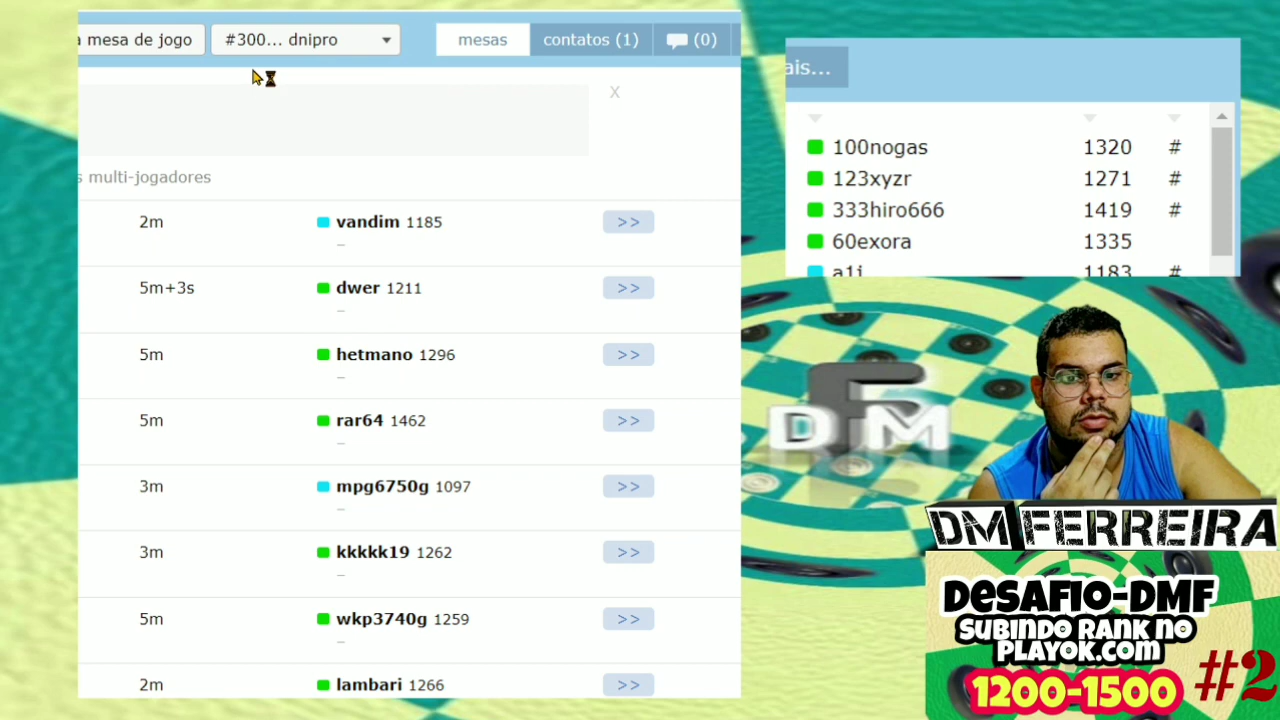 a mesa de jogo
#300... dnipro
mesas
contatos (1)
(0)
X
s multi-jogadores
2m vandim 1185 >>
–
5m+3s dwer 1211 >>
–
5m hetmano 1296 >>
–
5m rar64 1462 >>
–
3m mpg6750g 1097 >>
–
3m kkkkk19 1262 >>
–
5m wkp3740g 1259 >>
–
2m lambari 1266 >>
ais...
100nogas 1320 #
123xyzr 1271 #
333hiro666 1419 #
60exora 1335
a1i 1183 #
F
DM
DM FERREIRA
DESAFIO-DMF
SUBINDO RANK NO
PLAYOK.COM
1200-1500 #2